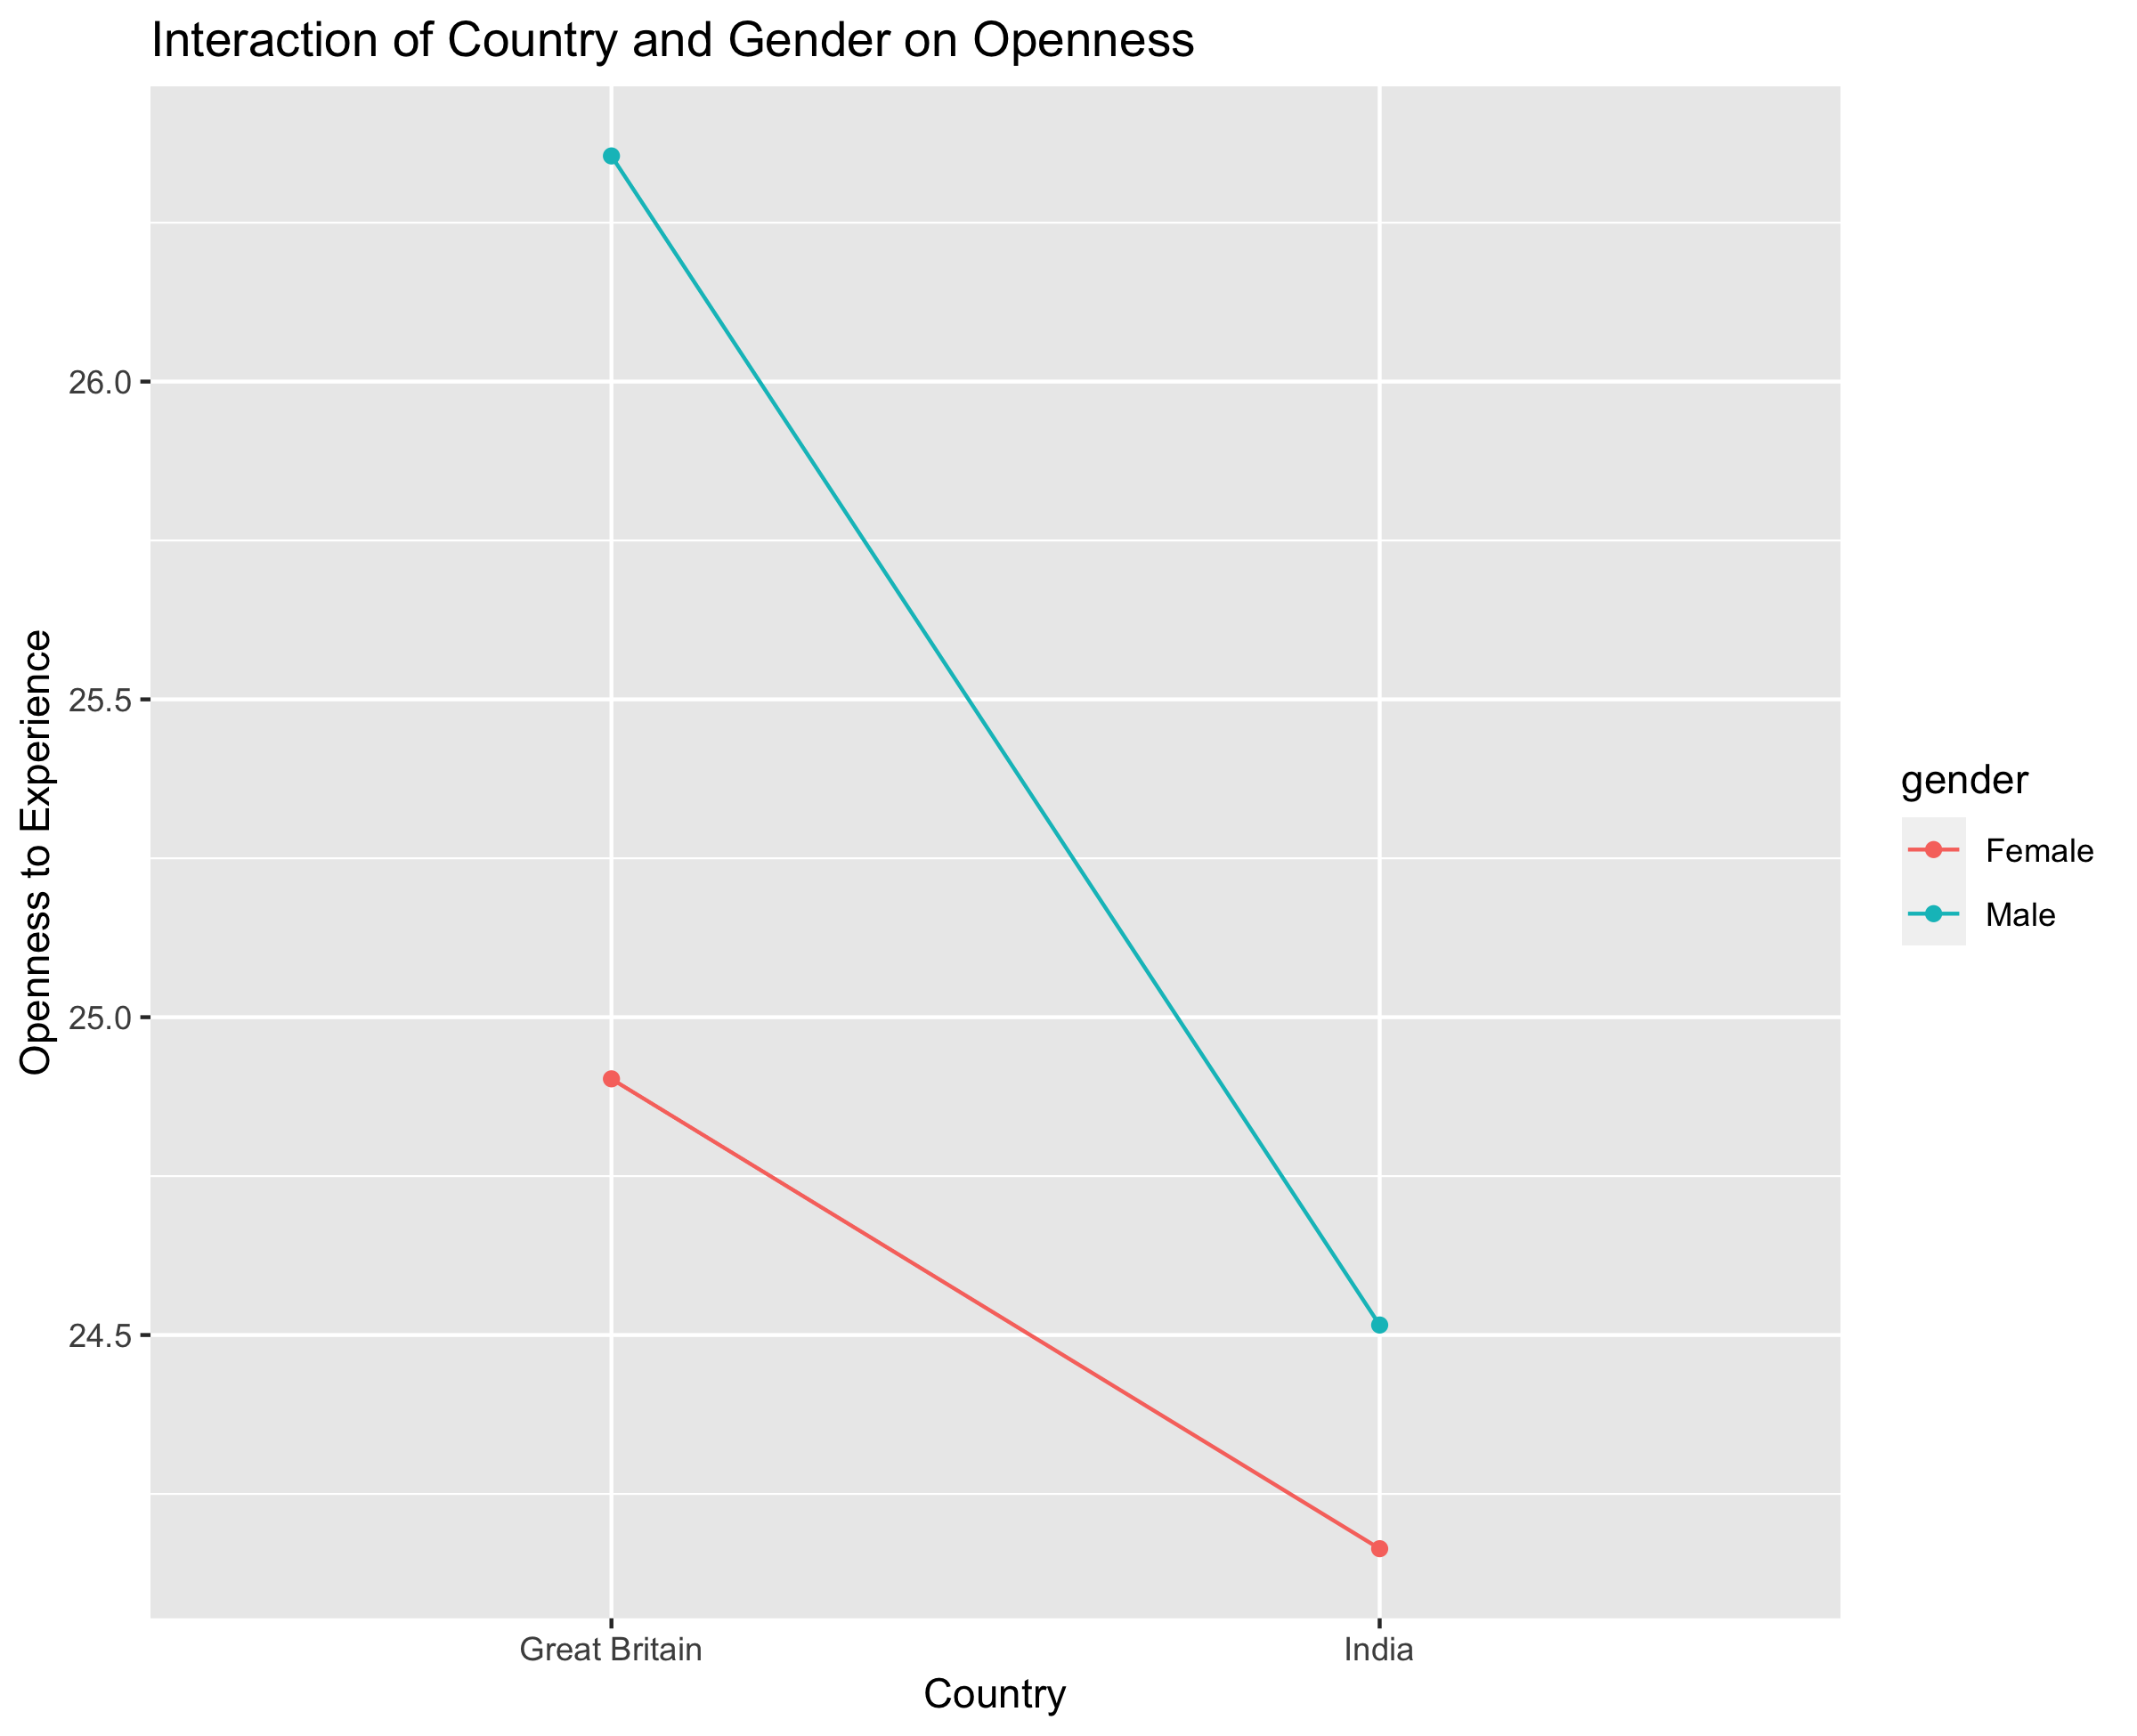 Interaction of County and Gender on Openness
Openness to Experience
26.0
25.5
25.0
24.5
Great Britain
India
Country
gender
Female
Male